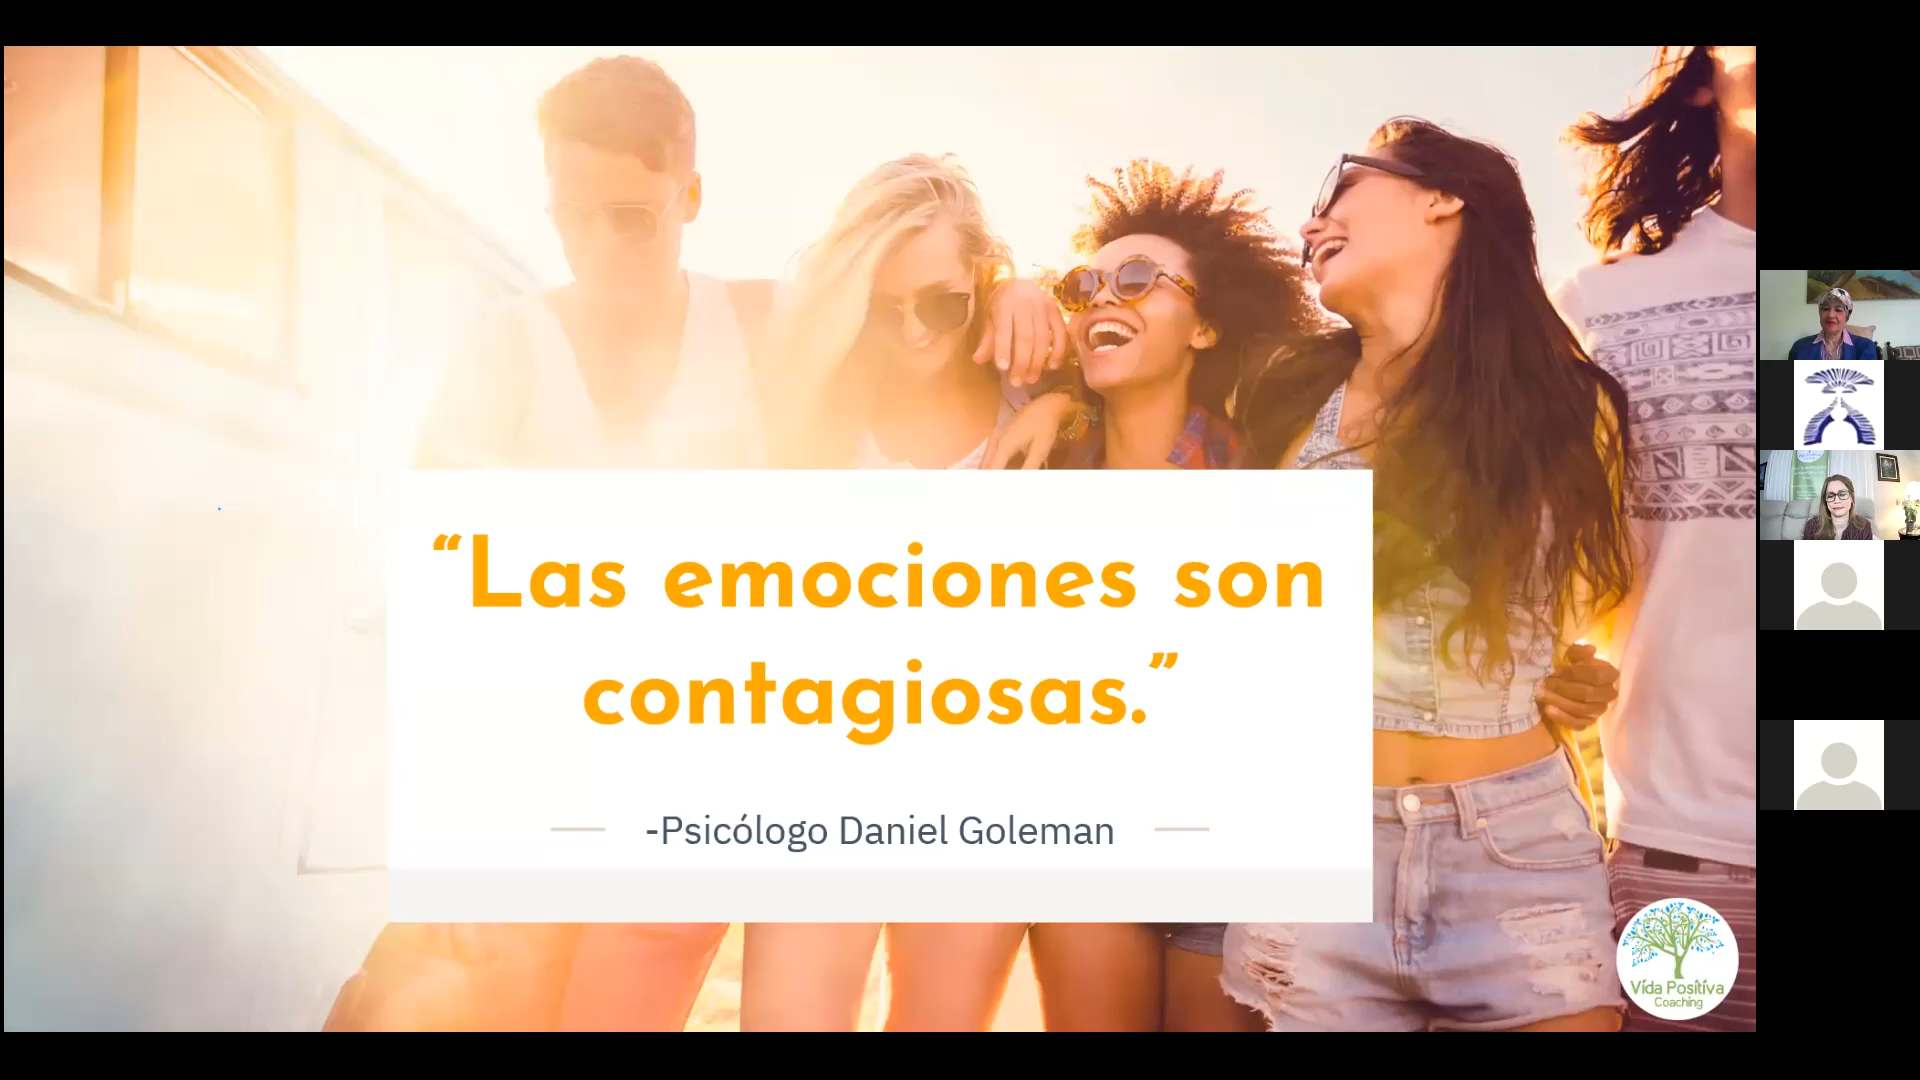 “Las emociones son
contagiosas.”
-Psicólogo Daniel Goleman
Vida Positiva
Coaching